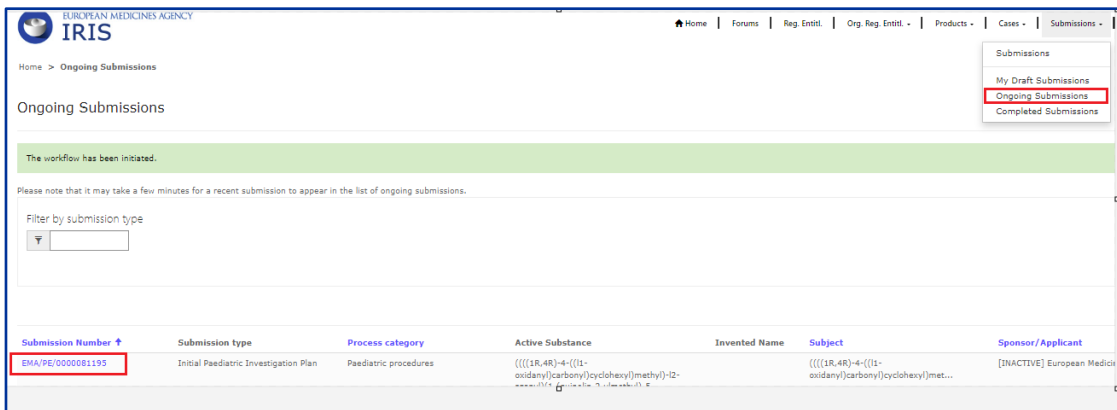 EUROPEAN MEDICINES AGENCY
IRIS
Home
Forums
Reg. Entitl.
Org. Reg. Entitl.
Products
Cases
Submissions
Submissions
My Draft Submissions
Ongoing Submissions
Completed Submissions
Home > Ongoing Submissions
Ongoing Submissions
The workflow has been initiated.
Please note that it may take a few minutes for a recent submission to appear in the list of ongoing submissions.
Filter by submission type
Submission Number Submission type Process category Active Substance Invented Name Subject Sponsor/Applicant
EMA/PE/0000081195 Initial Paediatric Investigation Plan Paediatric procedures ((((1R,4R)-4-((l1- ((((1R,4R)-4-((l1- [INACTIVE] European Medicin
oxidanyl)carbonyl)cyclohexyl)methyl)-l2- oxidanyl)carbonyl)cyclohexyl)met...